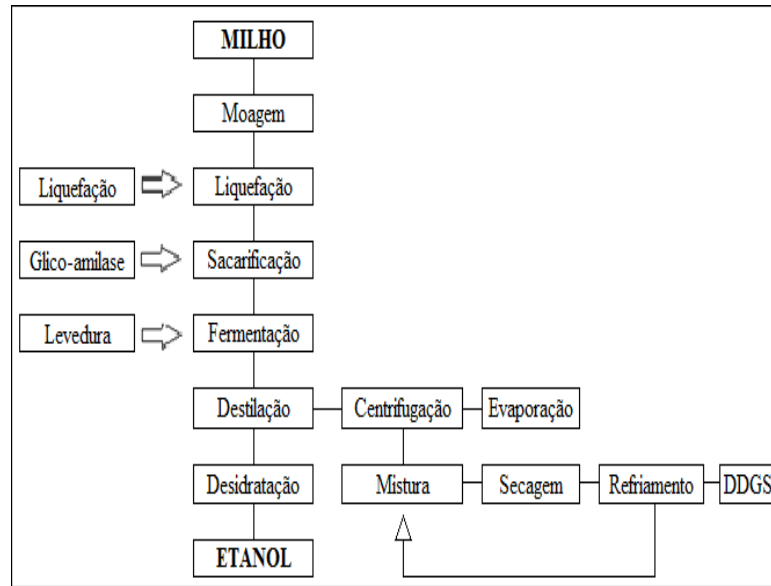 MILHO
Moagem
Liquefação
Liquefação
Glico-amilase
Sacarificação
Levedura
Fermentação
Destilação
Centrifugação
Evaporação
Desidratação
Mistura
Secagem
Refriamento
DDGS
ETANOL